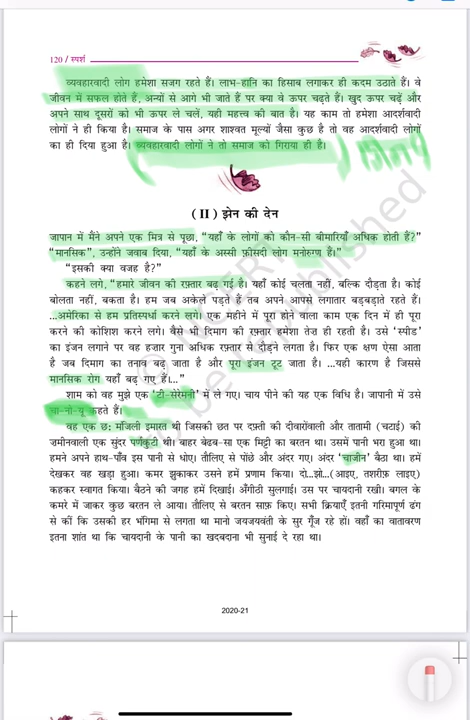 120 / स्पर्श
व्यवहारवादी लोग हमेशा सजग रहते हैं। लाभ-हानि का हिसाब लगाकर ही कदम उठाते हैं। वे
जीवन में सफल होते हैं, अन्यों से आगे भी जाते हैं पर क्या वे ऊपर चढ़ते हैं। खुद ऊपर चढ़ें और
अपने साथ दूसरों को भी ऊपर ले चलें, यही महत्त्व की बात है। यह काम तो हमेशा आदर्शवादी
लोगों ने ही किया है। समाज के पास अगर शाश्वत मूल्यों जैसा कुछ है तो वह आदर्शवादी लोगों
का ही दिया हुआ है। व्यवहारवादी लोगों ने तो समाज को गिराया ही है।
(II) झेन की देन
जापान में मैंने अपने एक मित्र से पूछा, “यहाँ के लोगों को कौन-सी बीमारियाँ अधिक होती हैं?”
“मानसिक”, उन्होंने जवाब दिया, “यहाँ के अस्सी फ़ीसदी लोग मनोरुग्ण हैं।”
“इसकी क्या वजह है?”
कहने लगे, “हमारे जीवन की रफ़्तार बढ़ गई है। यहाँ कोई चलता नहीं, बल्कि दौड़ता है। कोई
बोलता नहीं, बकता है। हम जब अकेले पड़ते हैं तब अपने आपसे लगातार बड़बड़ाते रहते हैं।
...अमेरिका से हम प्रतिस्पर्धा करने लगे। एक महीने में पूरा होने वाला काम एक दिन में ही पूरा
करने की कोशिश करने लगे। वैसे भी दिमाग की रफ़्तार हमेशा तेज़ ही रहती है। उसे ‘स्पीड’
का इंजन लगाने पर वह हज़ार गुना अधिक रफ़्तार से दौड़ने लगता है। फिर एक क्षण ऐसा आता
है जब दिमाग का तनाव बढ़ जाता है और पूरा इंजन टूट जाता है। ...यही कारण है जिससे
मानसिक रोग यहाँ बढ़ गए हैं।...”
शाम को वह मुझे एक ‘टी-सेरेमनी’ में ले गए। चाय पीने की यह एक विधि है। जापानी में उसे
चा-नो-यू कहते हैं।
वह एक छः मंजिली इमारत थी जिसकी छत पर दफ़्ती की दीवारोंवाली और तातामी (चटाई) की
ज़मीनवाली एक सुंदर पर्णकुटी थी। बाहर बेढब-सा एक मिट्टी का बरतन था। उसमें पानी भरा हुआ था।
हमने अपने हाथ-पाँव इस पानी से धोए। तौलिए से पोंछे और अंदर गए। अंदर ‘चाजीन’ बैठा था। हमें
देखकर वह खड़ा हुआ। कमर झुकाकर उसने हमें प्रणाम किया। दो...झो...(आइए, तशरीफ़ लाइए)
कहकर स्वागत किया। बैठने की जगह हमें दिखाई। अँगीठी सुलगाई। उस पर चायदानी रखी। बगल के
कमरे में जाकर कुछ बरतन ले आया। तौलिए से बरतन साफ़ किए। सभी क्रियाएँ इतनी गरिमापूर्ण ढंग
से कीं कि उसकी हर भंगिमा से लगता था मानो जयजयवंती के सुर गूँज रहे हों। वहाँ का वातावरण
इतना शांत था कि चायदानी के पानी का खदबदाना भी सुनाई दे रहा था।
2020-21